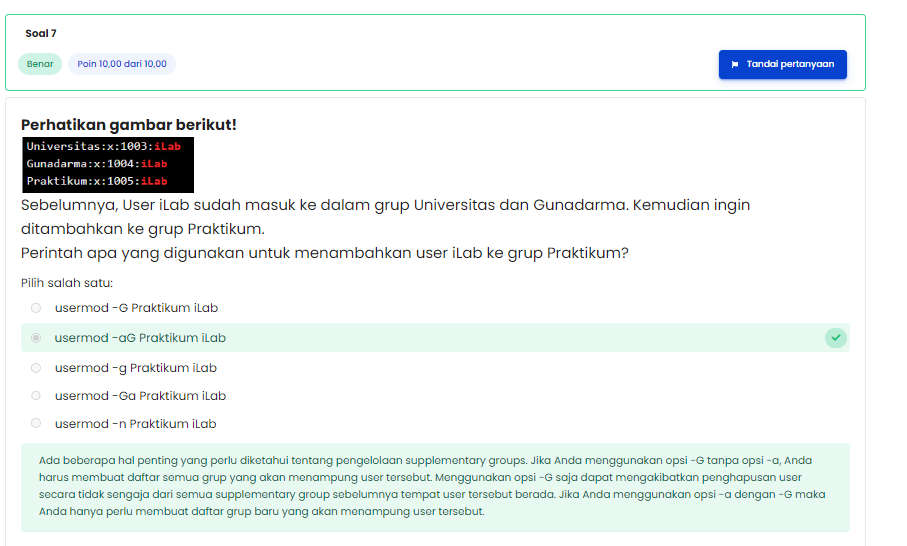 Soal 7
Benar
Poin 10,00 dari 10,00
Tandai pertanyaan
Perhatikan gambar berikut!
Universitas:x:1003:iLab
Gunadarma:x:1004:iLab
Praktikum:x:1005:iLab
Sebelumnya, User iLab sudah masuk ke dalam grup Universitas dan Gunadarma. Kemudian ingin
ditambahkan ke grup Praktikum.
Perintah apa yang digunakan untuk menambahkan user iLab ke grup Praktikum?
Pilih salah satu:
usermod -G Praktikum iLab
usermod -aG Praktikum iLab
usermod -g Praktikum iLab
usermod -Ga Praktikum iLab
usermod -n Praktikum iLab
Ada beberapa hal penting yang perlu diketahui tentang pengelolaan supplementary groups. Jika Anda menggunakan opsi -G tanpa opsi -a, Anda
harus membuat daftar semua grup yang akan menampung user tersebut. Menggunakan opsi -G saja dapat mengakibatkan penghapusan user
secara tidak sengaja dari semua supplementary group sebelumnya tempat user tersebut berada. Jika Anda menggunakan opsi -a dengan -G maka
Anda hanya perlu membuat daftar grup baru yang akan menampung user tersebut.